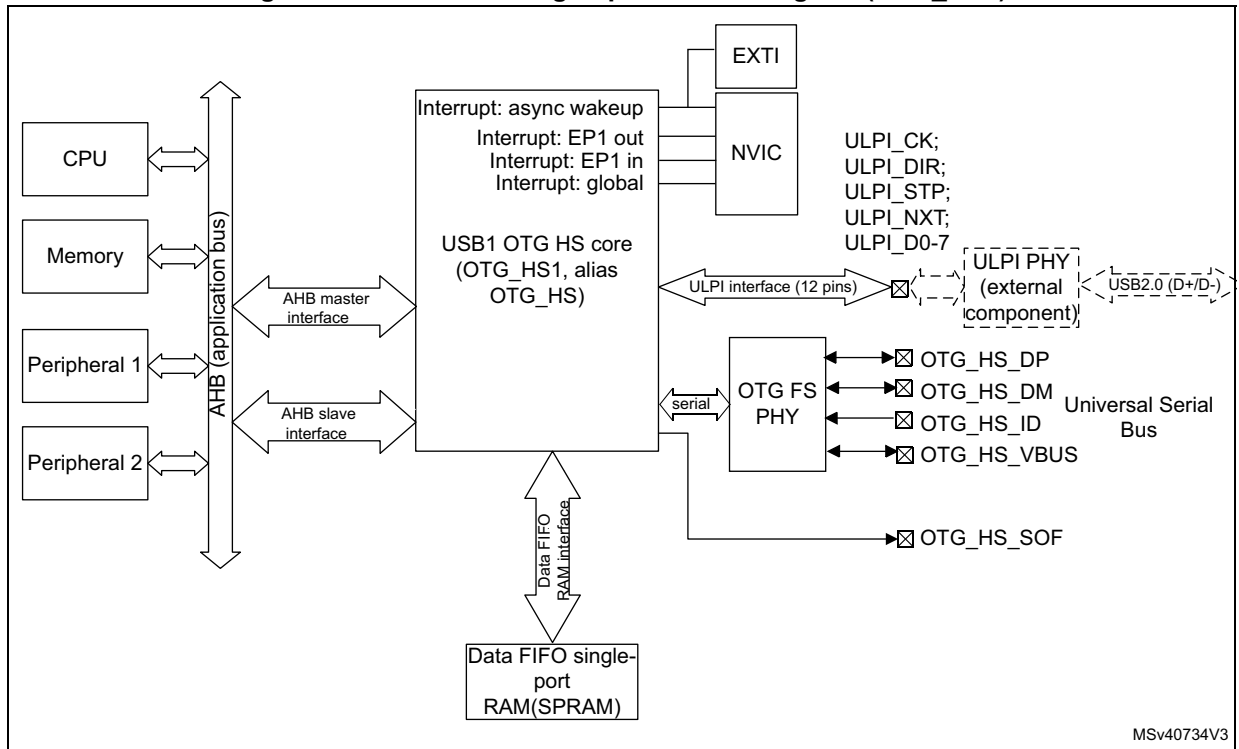 EXTI
Interrupt: async wakeup
Interrupt: EP1 out
Interrupt: EP1 in
Interrupt: global
NVIC
CPU
Memory
Peripheral 1
Peripheral 2
AHB (application bus)
AHB master
interface
AHB slave
interface
USB1 OTG HS core
(OTG_HS1, alias
OTG_HS)
ULPI_CK;
ULPI_DIR;
ULPI_STP;
ULPI_NXT;
ULPI_D0-7
ULPI interface (12 pins)
ULPI PHY
(external
component)
USB2.0 (D+/D-)
serial
OTG FS
PHY
OTG_HS_DP
OTG_HS_DM
OTG_HS_ID
OTG_HS_VBUS
Universal Serial
Bus
OTG_HS_SOF
Data FIFO
RAM interface
Data FIFO single-
port
RAM(SPRAM)
MSv40734V3